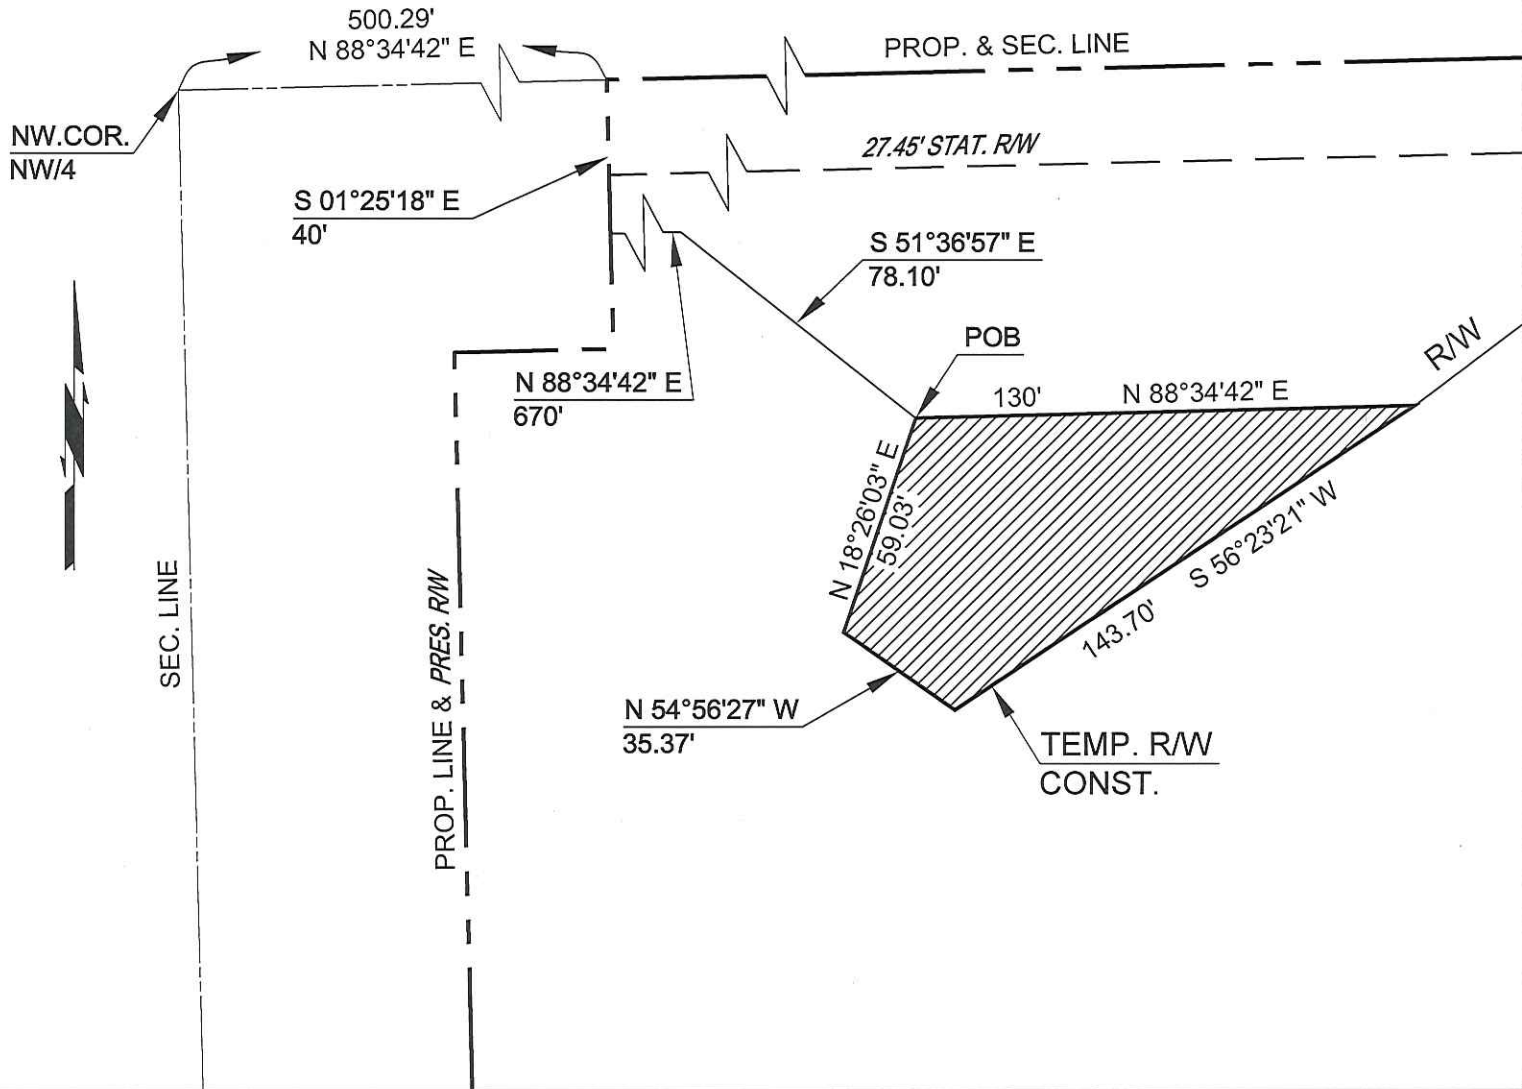 500.29'
N 88°34'42" E
PROP. & SEC. LINE
NW.COR.
NW/4
27.45' STAT. R/W
S 01°25'18" E
40'
S 51°36'57" E
78.10'
POB
R/W
N 88°34'42" E
670'
130'
N 88°34'42" E
N 18°26'03" E
59.03'
S 56°23'21" W
143.70'
SEC. LINE
PROP. LINE & PRES. R/W
N 54°56'27" W
35.37'
TEMP. R/W
CONST.